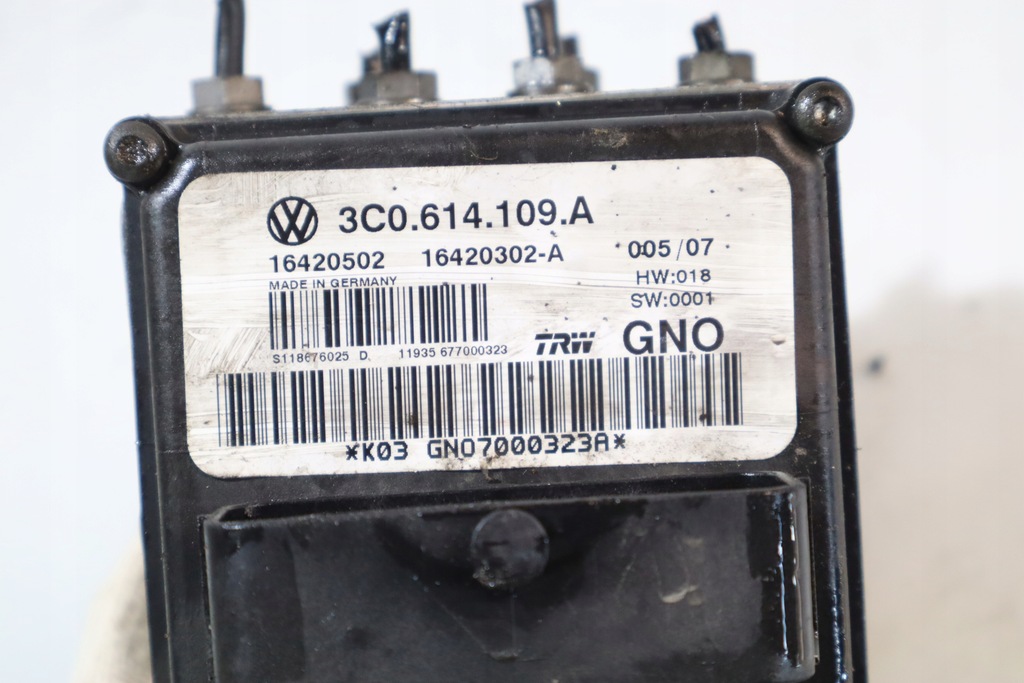 3C0.614.109.A
16420502 16420302-A 005/07
MADE IN GERMANY HW:018
SW:0001
S118676025 D. 11935 677000323 TRW GNO
*K03 GNO7000323A*